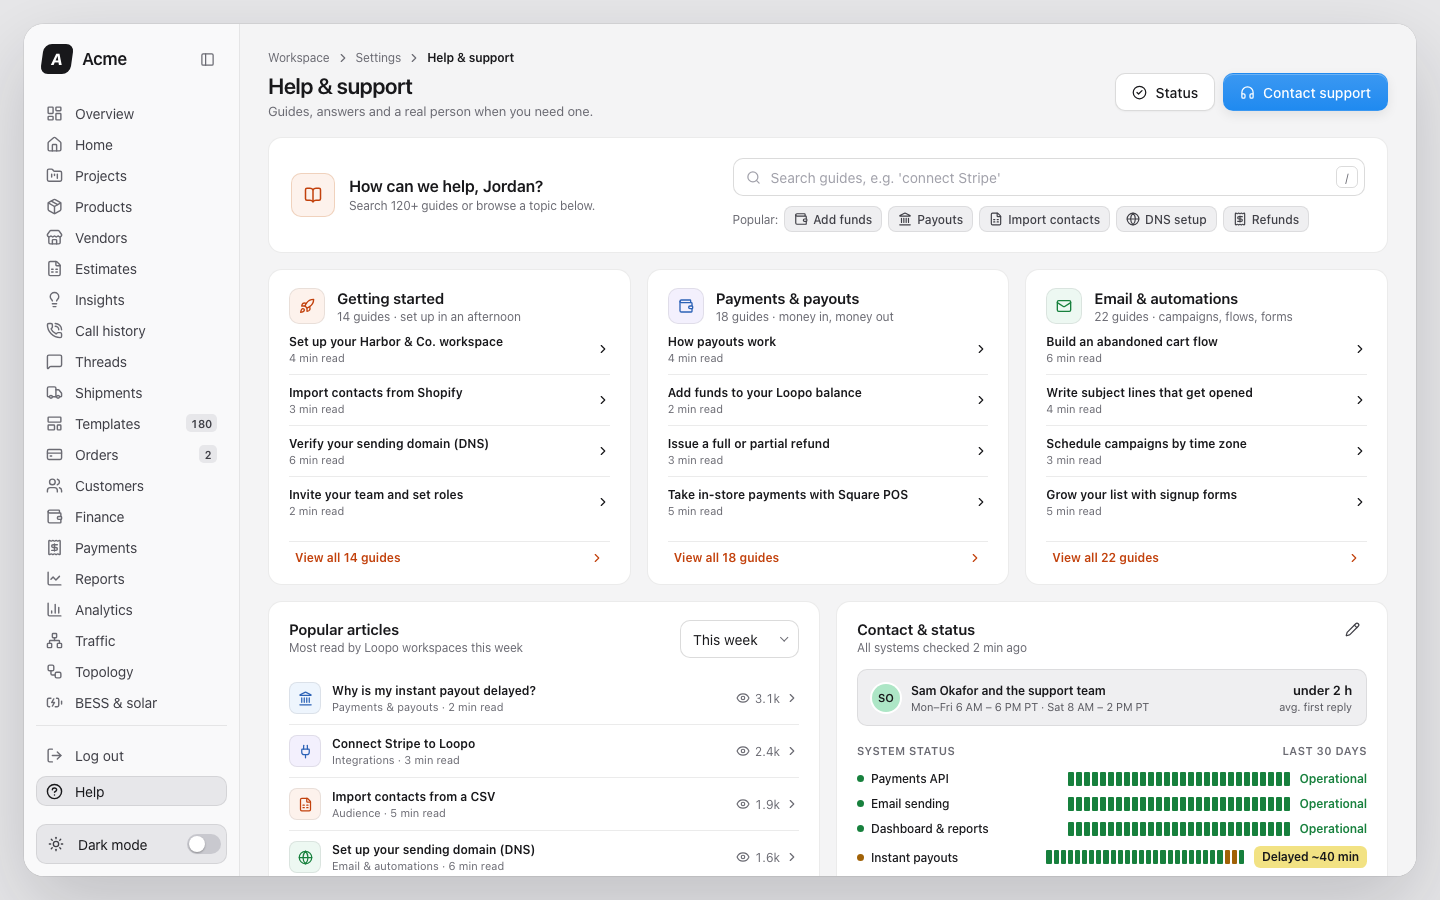 A Acme
Overview
Home
Projects
Products
Vendors
Estimates
Insights
Call history
Threads
Shipments
Templates 180
Orders 2
Customers
Finance
Payments
Reports
Analytics
Traffic
Topology
BESS & solar
Log out
Help
Dark mode
Workspace Settings Help & support
Help & support
Guides, answers and a real person when you need one.
Status
Contact support
How can we help, Jordan?
Search 120+ guides or browse a topic below.
Search guides, e.g. 'connect Stripe' /
Popular: Add funds Payouts Import contacts DNS setup Refunds
Getting started
14 guides · set up in an afternoon
Set up your Harbor & Co. workspace
4 min read
Import contacts from Shopify
3 min read
Verify your sending domain (DNS)
6 min read
Invite your team and set roles
2 min read
View all 14 guides
Payments & payouts
18 guides · money in, money out
How payouts work
4 min read
Add funds to your Loopo balance
2 min read
Issue a full or partial refund
3 min read
Take in-store payments with Square POS
5 min read
View all 18 guides
Email & automations
22 guides · campaigns, flows, forms
Build an abandoned cart flow
6 min read
Write subject lines that get opened
4 min read
Schedule campaigns by time zone
3 min read
Grow your list with signup forms
5 min read
View all 22 guides
Popular articles
Most read by Loopo workspaces this week
This week
Why is my instant payout delayed?
Payments & payouts · 2 min read
3.1k
Connect Stripe to Loopo
Integrations · 3 min read
2.4k
Import contacts from a CSV
Audience · 5 min read
1.9k
Set up your sending domain (DNS)
Email & automations · 6 min read
1.6k
Contact & status
All systems checked 2 min ago
SO
Sam Okafor and the support team
Mon–Fri 6 AM – 6 PM PT · Sat 8 AM – 2 PM PT
under 2 h
avg. first reply
SYSTEM STATUS LAST 30 DAYS
Payments API Operational
Email sending Operational
Dashboard & reports Operational
Instant payouts Delayed ~40 min